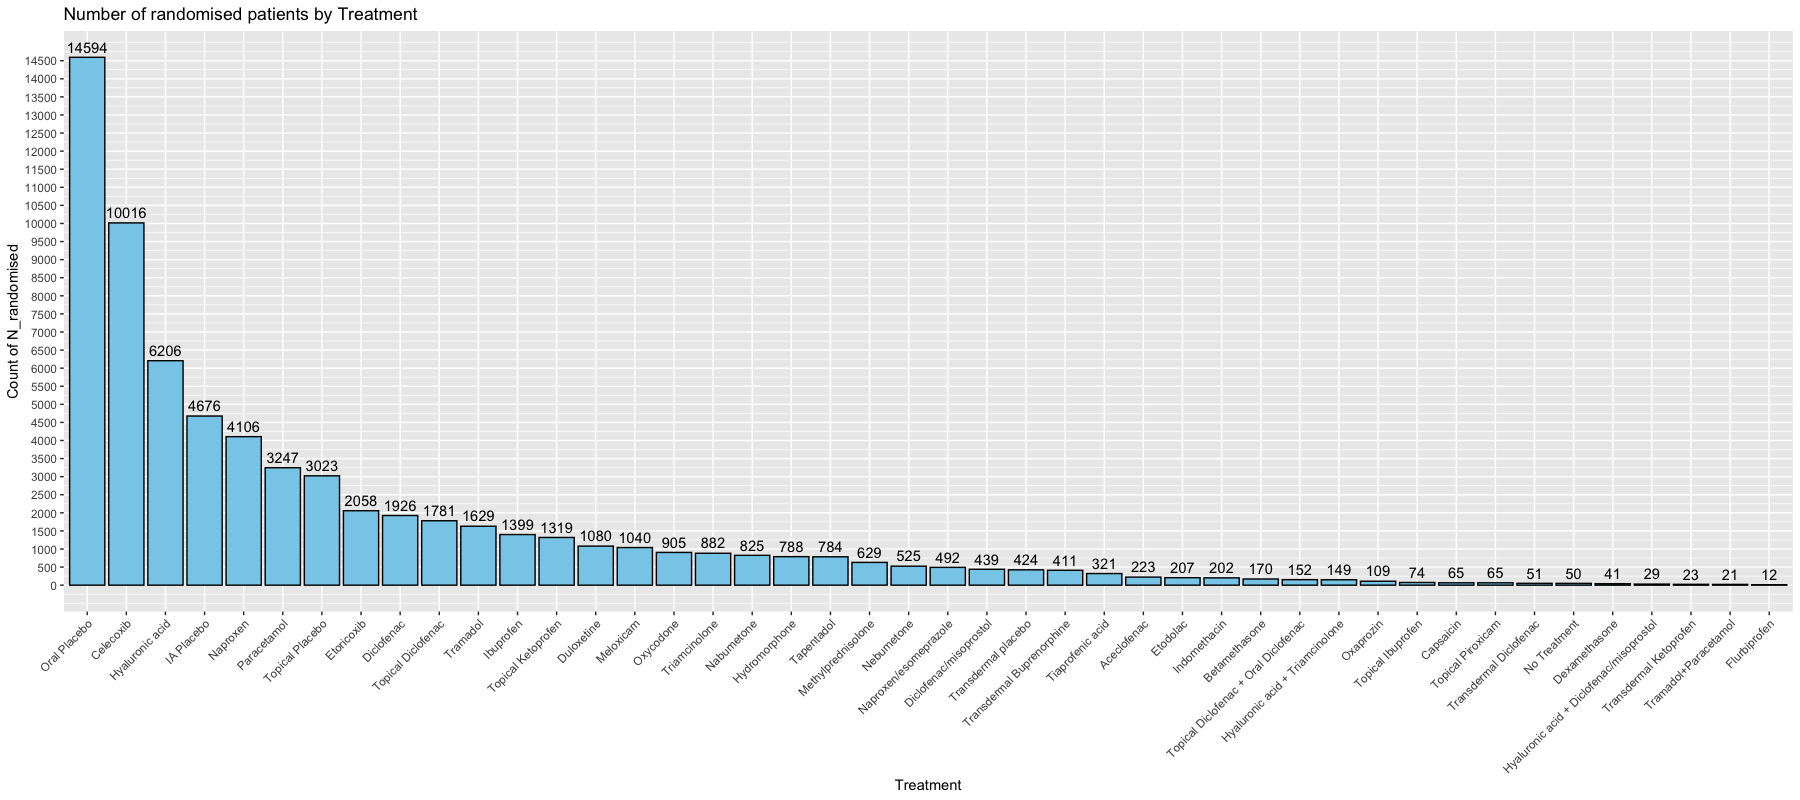 Number of randomised patients by Treatment
14594
10016
6206
4676
4106
3247
3023
2058
1926
1781
1629
1399
1319
1080
1040
905
882
825
788
784
629
525
492
439
424
411
321
223
207
202
170
152
149
109
74
65
65
51
50
41
29
23
21
12
14500
14000
13500
13000
12500
12000
11500
11000
10500
10000
9500
9000
8500
8000
7500
7000
6500
6000
5500
5000
4500
4000
3500
3000
2500
2000
1500
1000
500
0
Count of N_randomised
Oral Placebo
Celecoxib
Hyaluronic acid
IA Placebo
Naproxen
Paracetamol
Topical Placebo
Etoricoxib
Diclofenac
Topical Diclofenac
Tramadol
Ibuprofen
Topical Ketoprofen
Duloxetine
Meloxicam
Oxycodone
Triamcinolone
Nabumetone
Hydromorphone
Tapentadol
Methylprednisolone
Nebumetone
Naproxen/esomeprazole
Diclofenac/misoprostol
Transdermal placebo
Transdermal Buprenorphine
Tiaprofenic acid
Aceclofenac
Etodolac
Indomethacin
Betamethasone
Topical Diclofenac + Oral Diclofenac
Hyaluronic acid + Triamcinolone
Oxaprozin
Topical Ibuprofen
Capsaicin
Topical Piroxicam
Transdermal Diclofenac
No Treatment
Dexamethasone
Hyaluronic acid + Diclofenac/misoprostol
Transdermal Ketoprofen
Tramadol+Paracetamol
Flurbiprofen
Treatment